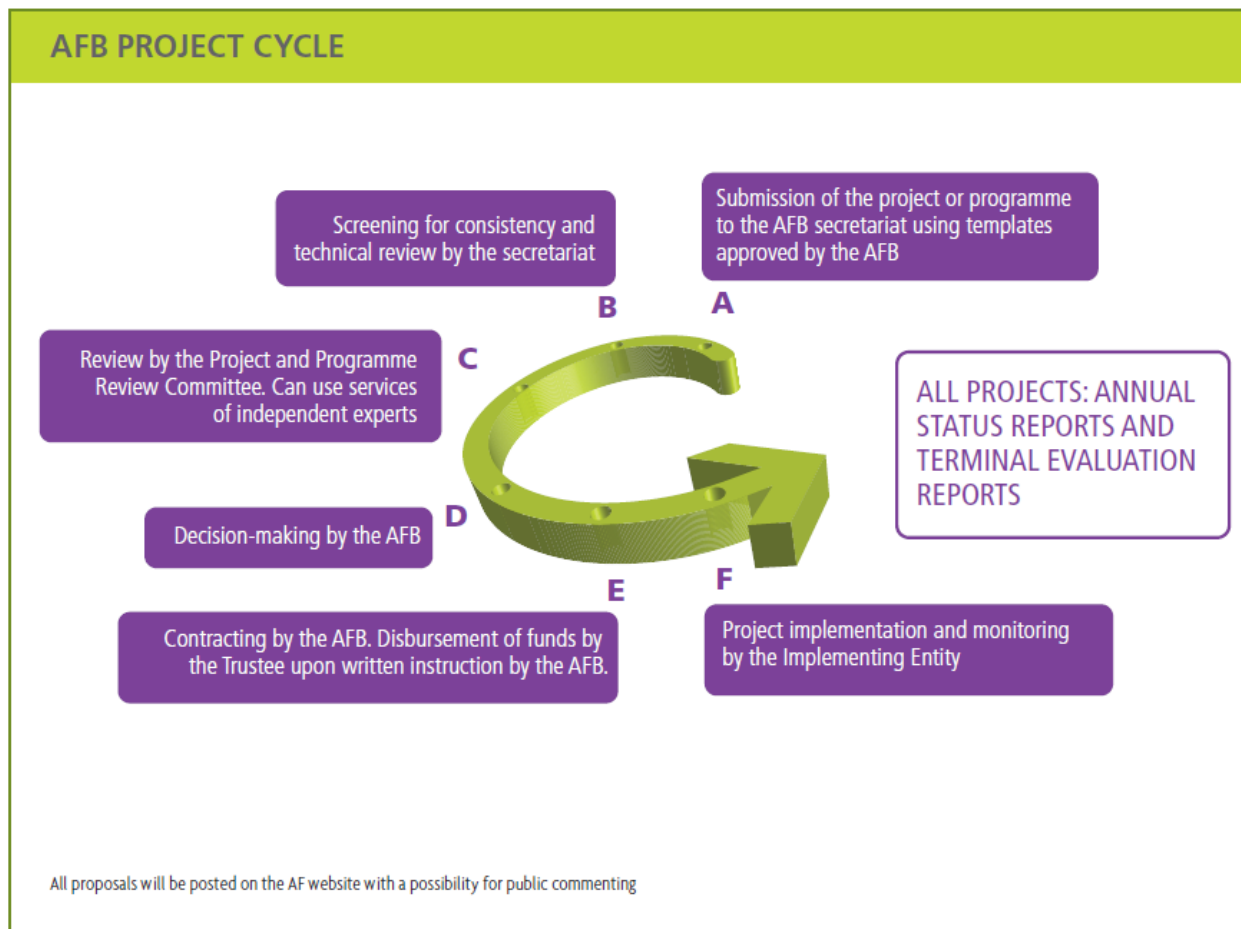 AFB PROJECT CYCLE
Submission of the project or programme
to the AFB secretariat using templates
approved by the AFB
A
Screening for consistency and
technical review by the secretariat
B
Review by the Project and Programme
Review Committee. Can use services
of independent experts
C
Decision-making by the AFB
D
Contracting by the AFB. Disbursement of funds by
the Trustee upon written instruction by the AFB.
E
Project implementation and monitoring
by the Implementing Entity
F
ALL PROJECTS: ANNUAL
STATUS REPORTS AND
TERMINAL EVALUATION
REPORTS
All proposals will be posted on the AF website with a possibility for public commenting